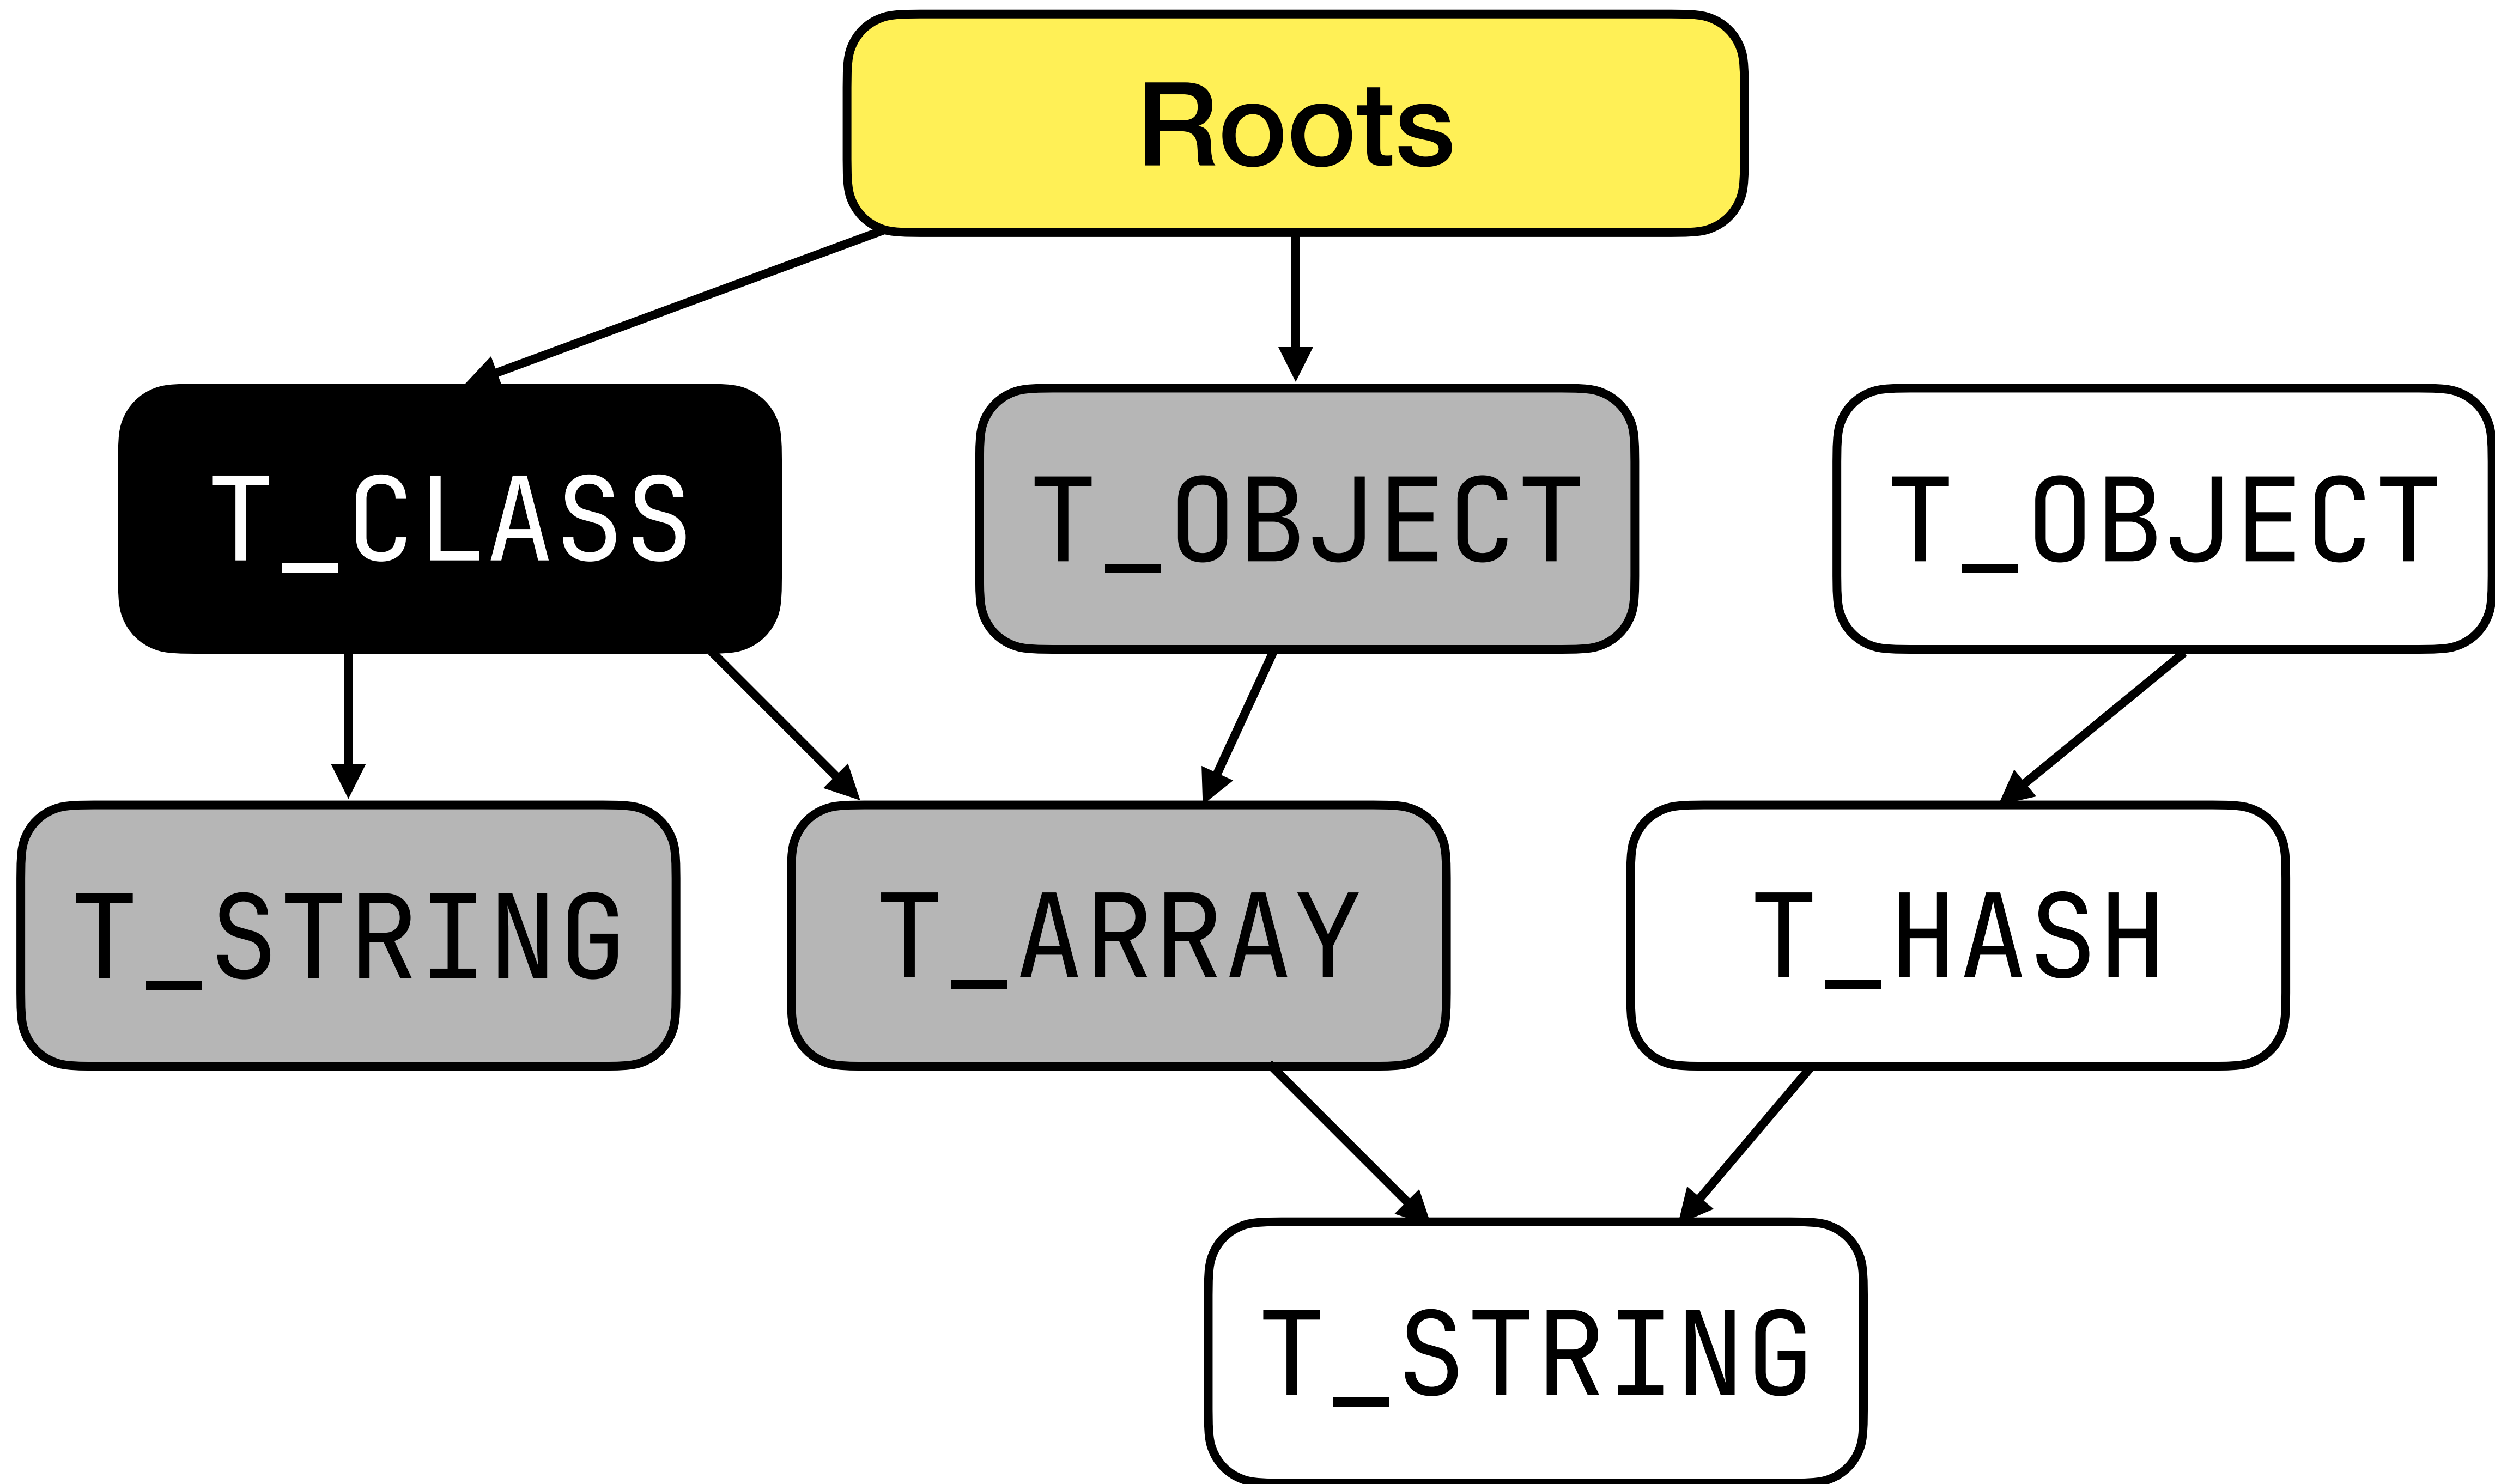 Roots
T_CLASS
T_OBJECT
T_OBJECT
T_STRING
T_ARRAY
T_HASH
T_STRING